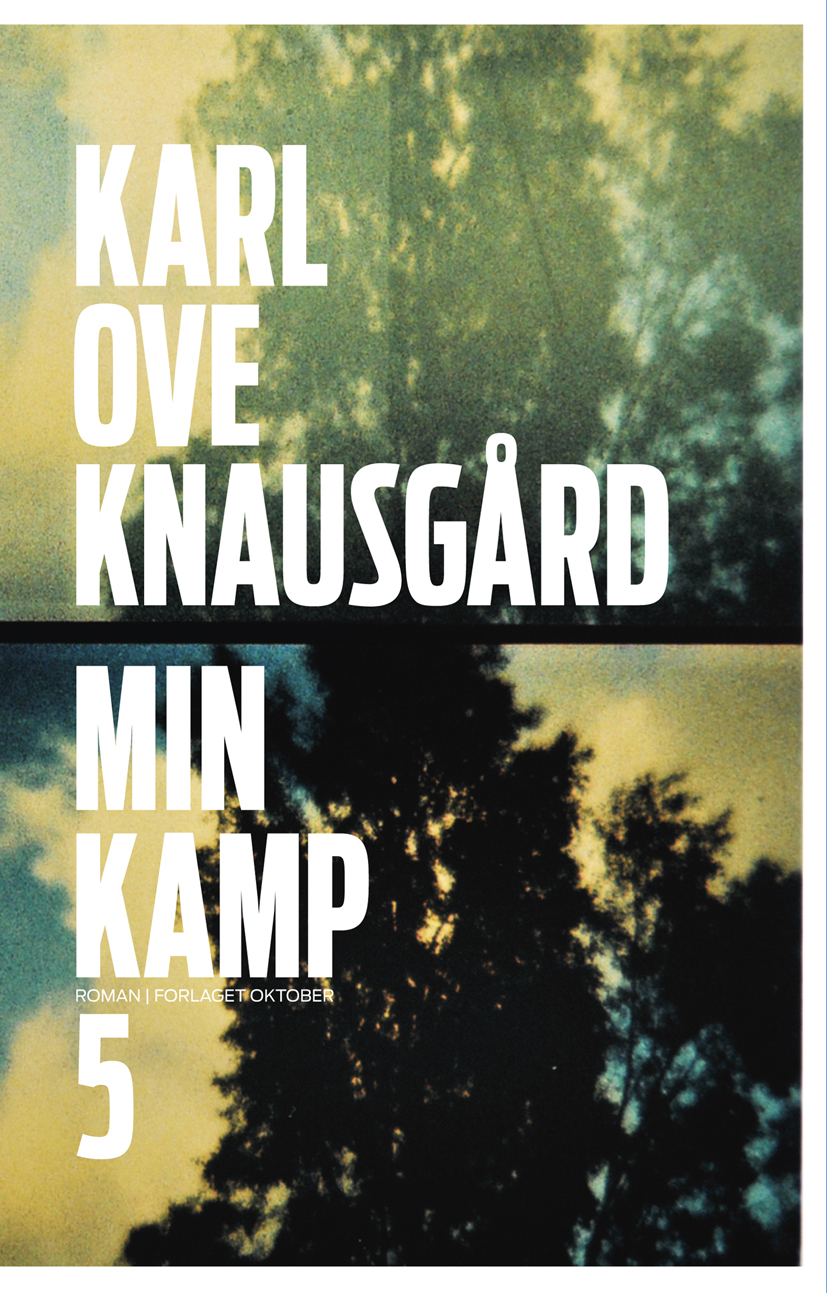 KARL
OVE
KNAUSGÅRD
MIN
KAMP
ROMAN | FORLAGET OKTOBER
5